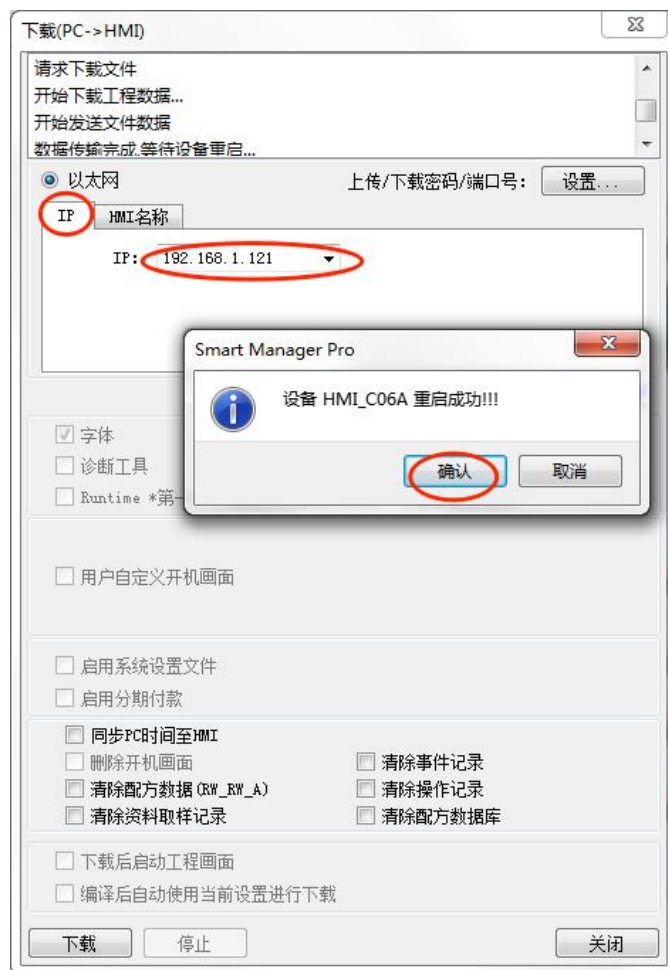 下载(PC->HMI)
请求下载文件
开始下载工程数据...
开始发送文件数据
数据传输完成,等待设备重启...
以太网 上传/下载密码/端口号： 设置...
IP HMI名称
IP: 192.168.1.121
Smart Manager Pro
设备 HMI_C06A 重启成功!!!
确认 取消
字体
诊断工具
Runtime *第一
用户自定义开机画面
启用系统设置文件
启用分期付款
同步PC时间至HMI
删除开机画面 清除事件记录
清除配方数据(RW_RW_A) 清除操作记录
清除资料取样记录 清除配方数据库
下载后启动工程画面
编译后自动使用当前设置进行下载
下载 停止 关闭